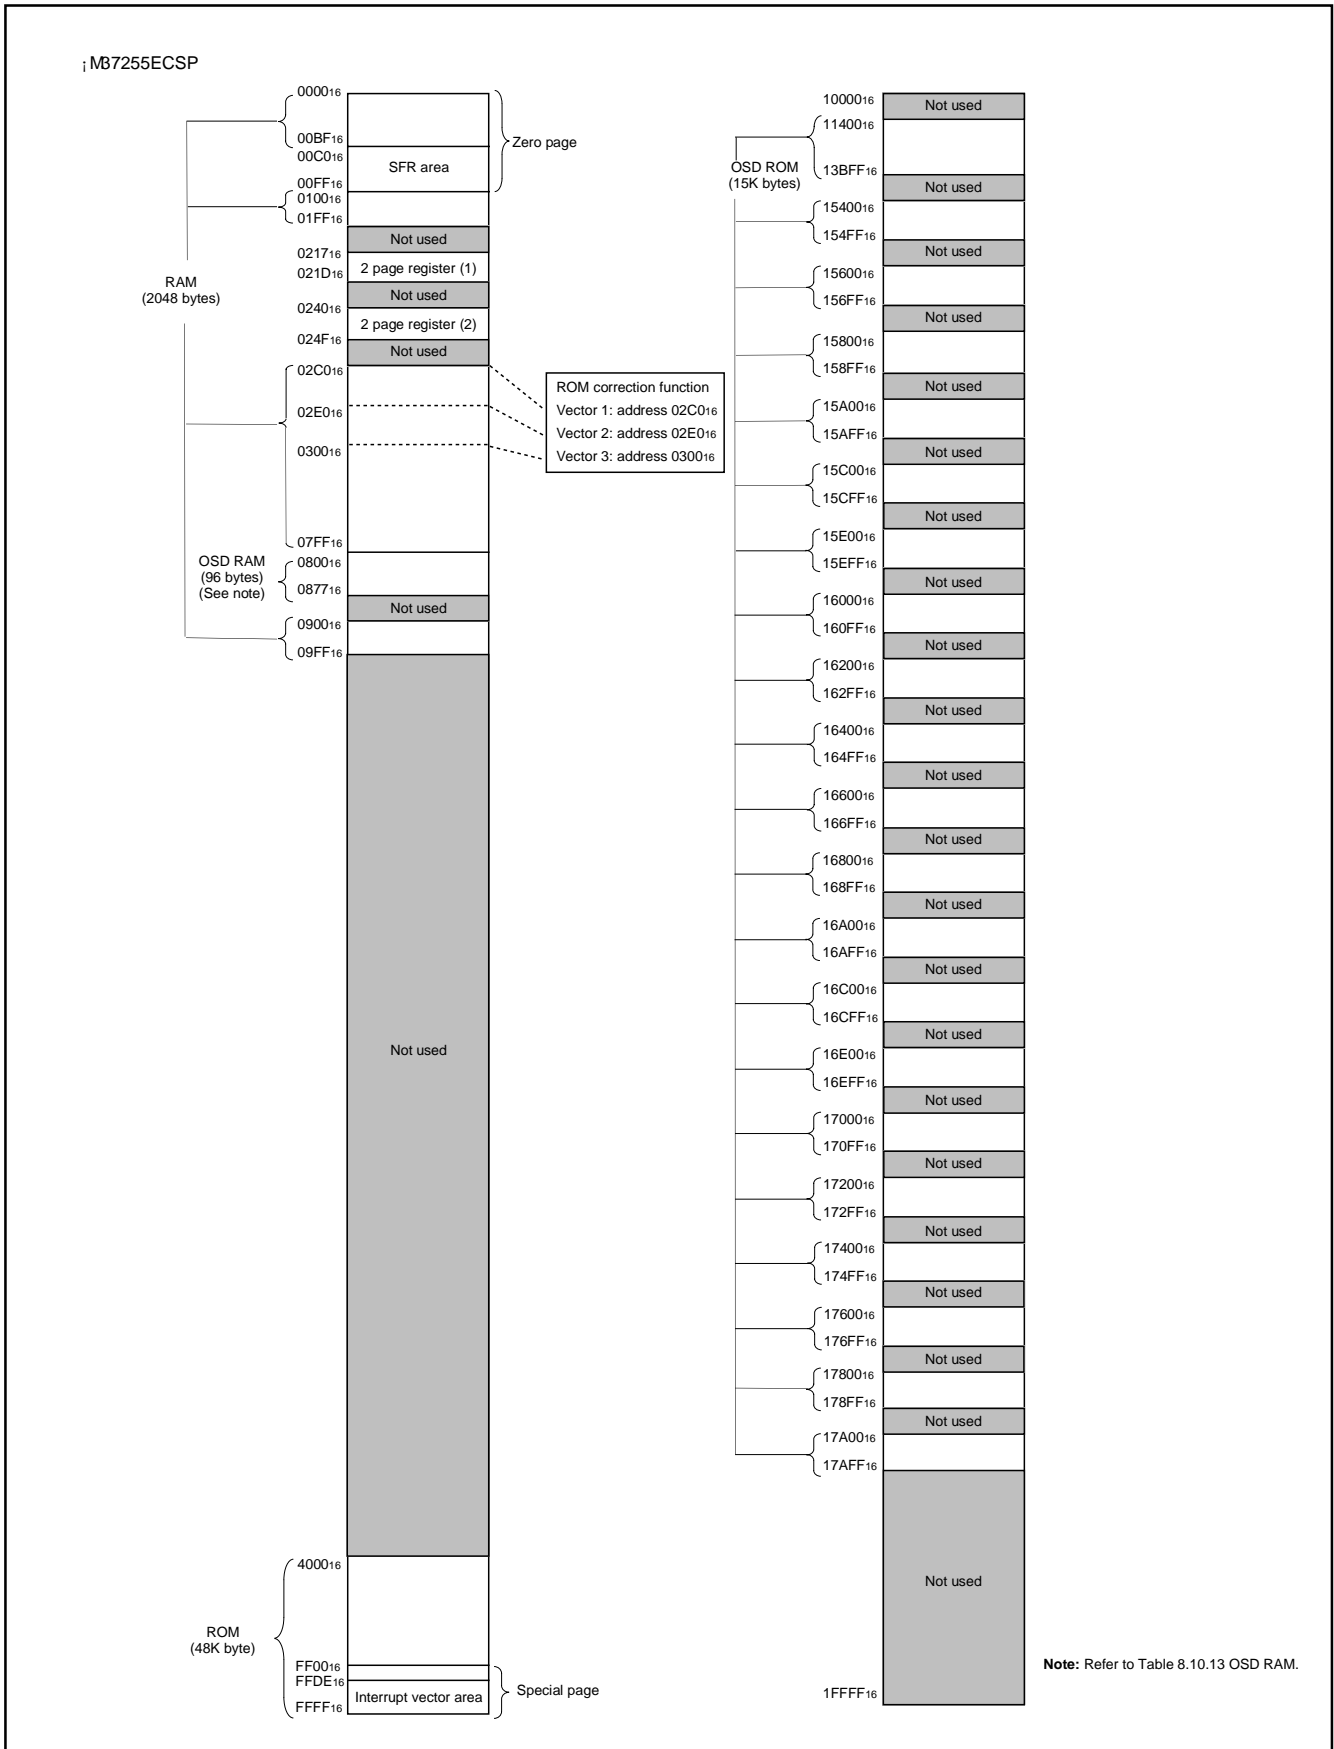 ¡M37255ECSP
000016
00BF16
00C016
SFR area
00FF16
Zero page
010016
01FF16
Not used
021716
2 page register (1)
021D16
Not used
024016
2 page register (2)
024F16
Not used
RAM
(2048 bytes)
02C016
02E016
030016
ROM correction function
Vector 1: address 02C016
Vector 2: address 02E016
Vector 3: address 030016
07FF16
OSD RAM
(96 bytes)
(See note)
080016
087716
Not used
090016
09FF16
Not used
400016
ROM
(48K byte)
FF0016
FFDE16
Interrupt vector area
FFFF16
Special page
1000016
Not used
1140016
OSD ROM
(15K bytes)
13BFF16
Not used
1540016
154FF16
Not used
1560016
156FF16
Not used
1580016
158FF16
Not used
15A0016
15AFF16
Not used
15C0016
15CFF16
Not used
15E0016
15EFF16
Not used
1600016
160FF16
Not used
1620016
162FF16
Not used
1640016
164FF16
Not used
1660016
166FF16
Not used
1680016
168FF16
Not used
16A0016
16AFF16
Not used
16C0016
16CFF16
Not used
16E0016
16EFF16
Not used
1700016
170FF16
Not used
1720016
172FF16
Not used
1740016
174FF16
Not used
1760016
176FF16
Not used
1780016
178FF16
Not used
17A0016
17AFF16
Not used
1FFFF16
Note: Refer to Table 8.10.13 OSD RAM.